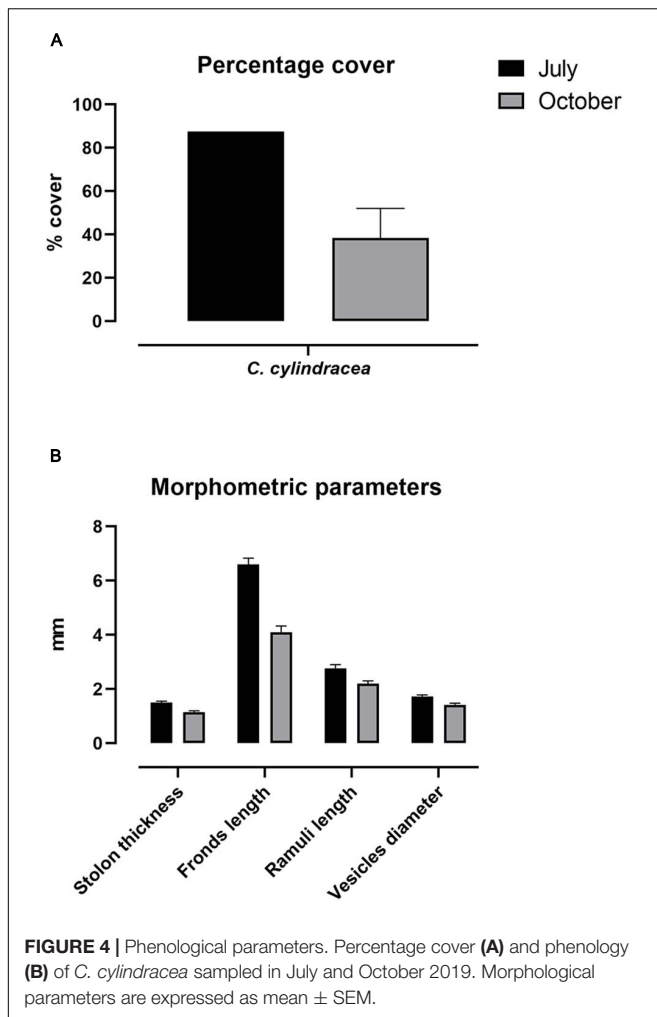 A
Percentage cover
July
October
% cover
100
80
60
40
20
0
C. cylindracea
B
Morphometric parameters
mm
8
6
4
2
0
Stolon thickness
Fronds length
Ramuli length
Vesicles diameter
FIGURE 4 | Phenological parameters. Percentage cover (A) and phenology
(B) of C. cylindracea sampled in July and October 2019. Morphological
parameters are expressed as mean ± SEM.